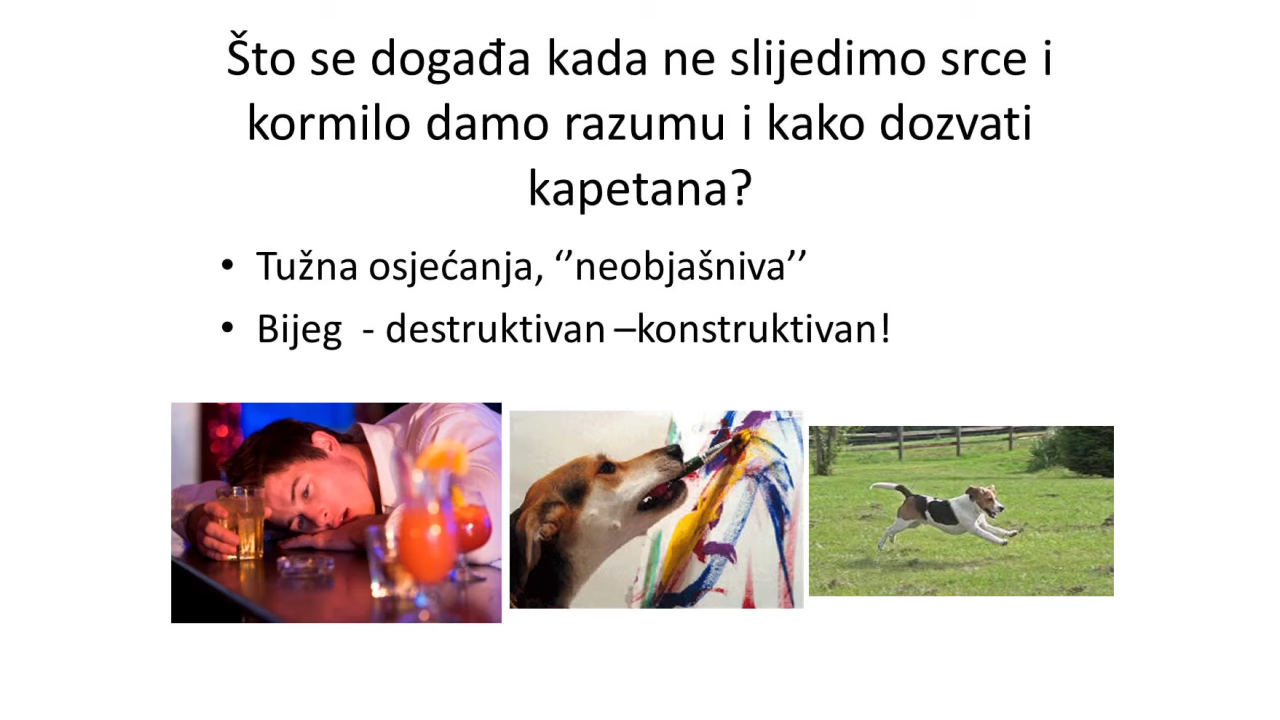 Što se događa kada ne slijedimo srce i
kormilo damo razumu i kako dozvati
kapetana?
• Tužna osjećanja, ‘’neobjašniva’’
• Bijeg  - destruktivan –konstruktivan!